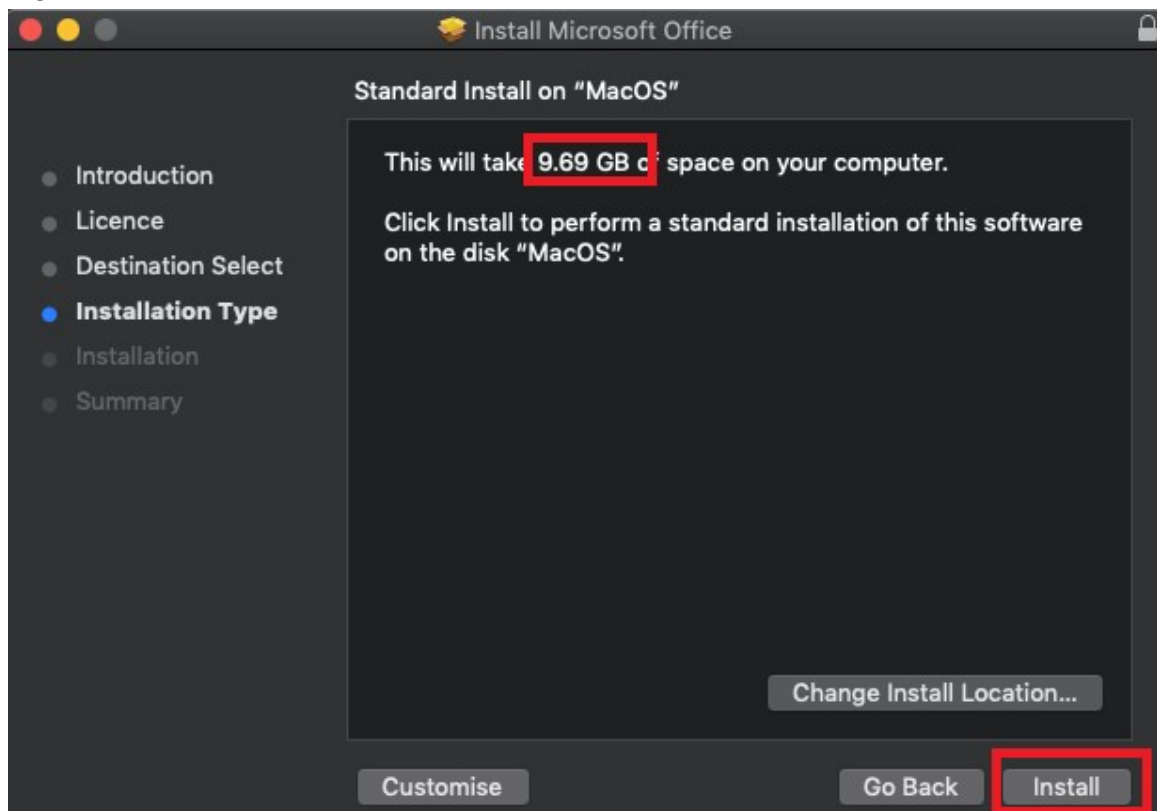 Install Microsoft Office
Standard Install on “MacOS”
Introduction
Licence
Destination Select
Installation Type
Installation
Summary
This will take 9.69 GB of space on your computer.
Click Install to perform a standard installation of this software
on the disk “MacOS”.
Change Install Location...
Customise
Go Back
Install